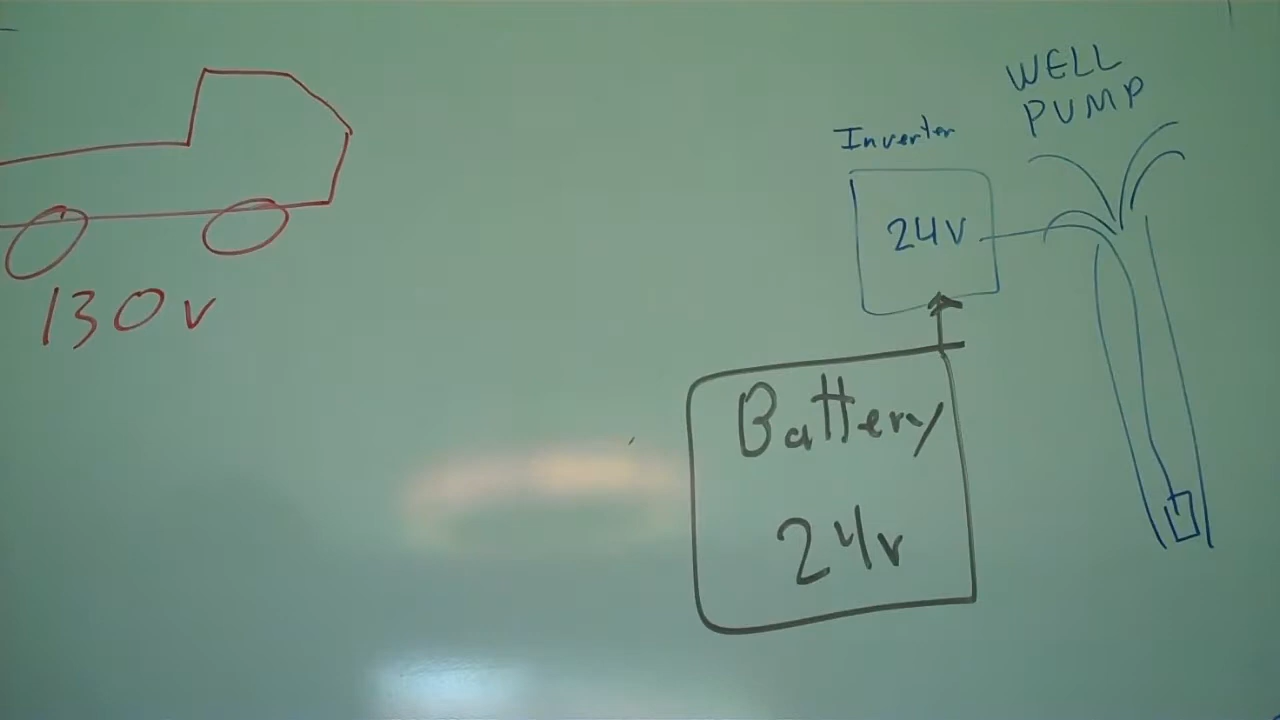 WELL
PUMP
Inverter
24V
130v
Battery
24v